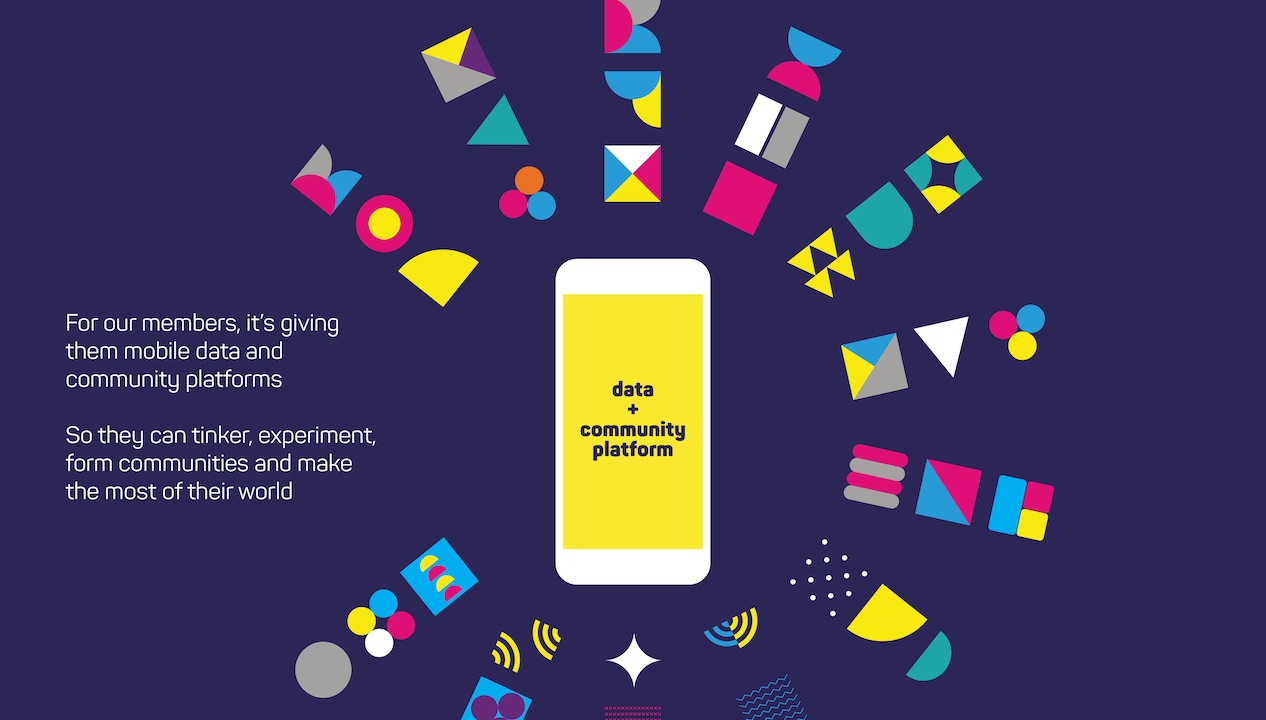 For our members, it’s giving
them mobile data and
community platforms
So they can tinker, experiment,
form communities and make
the most of their world
data
+
community
platform